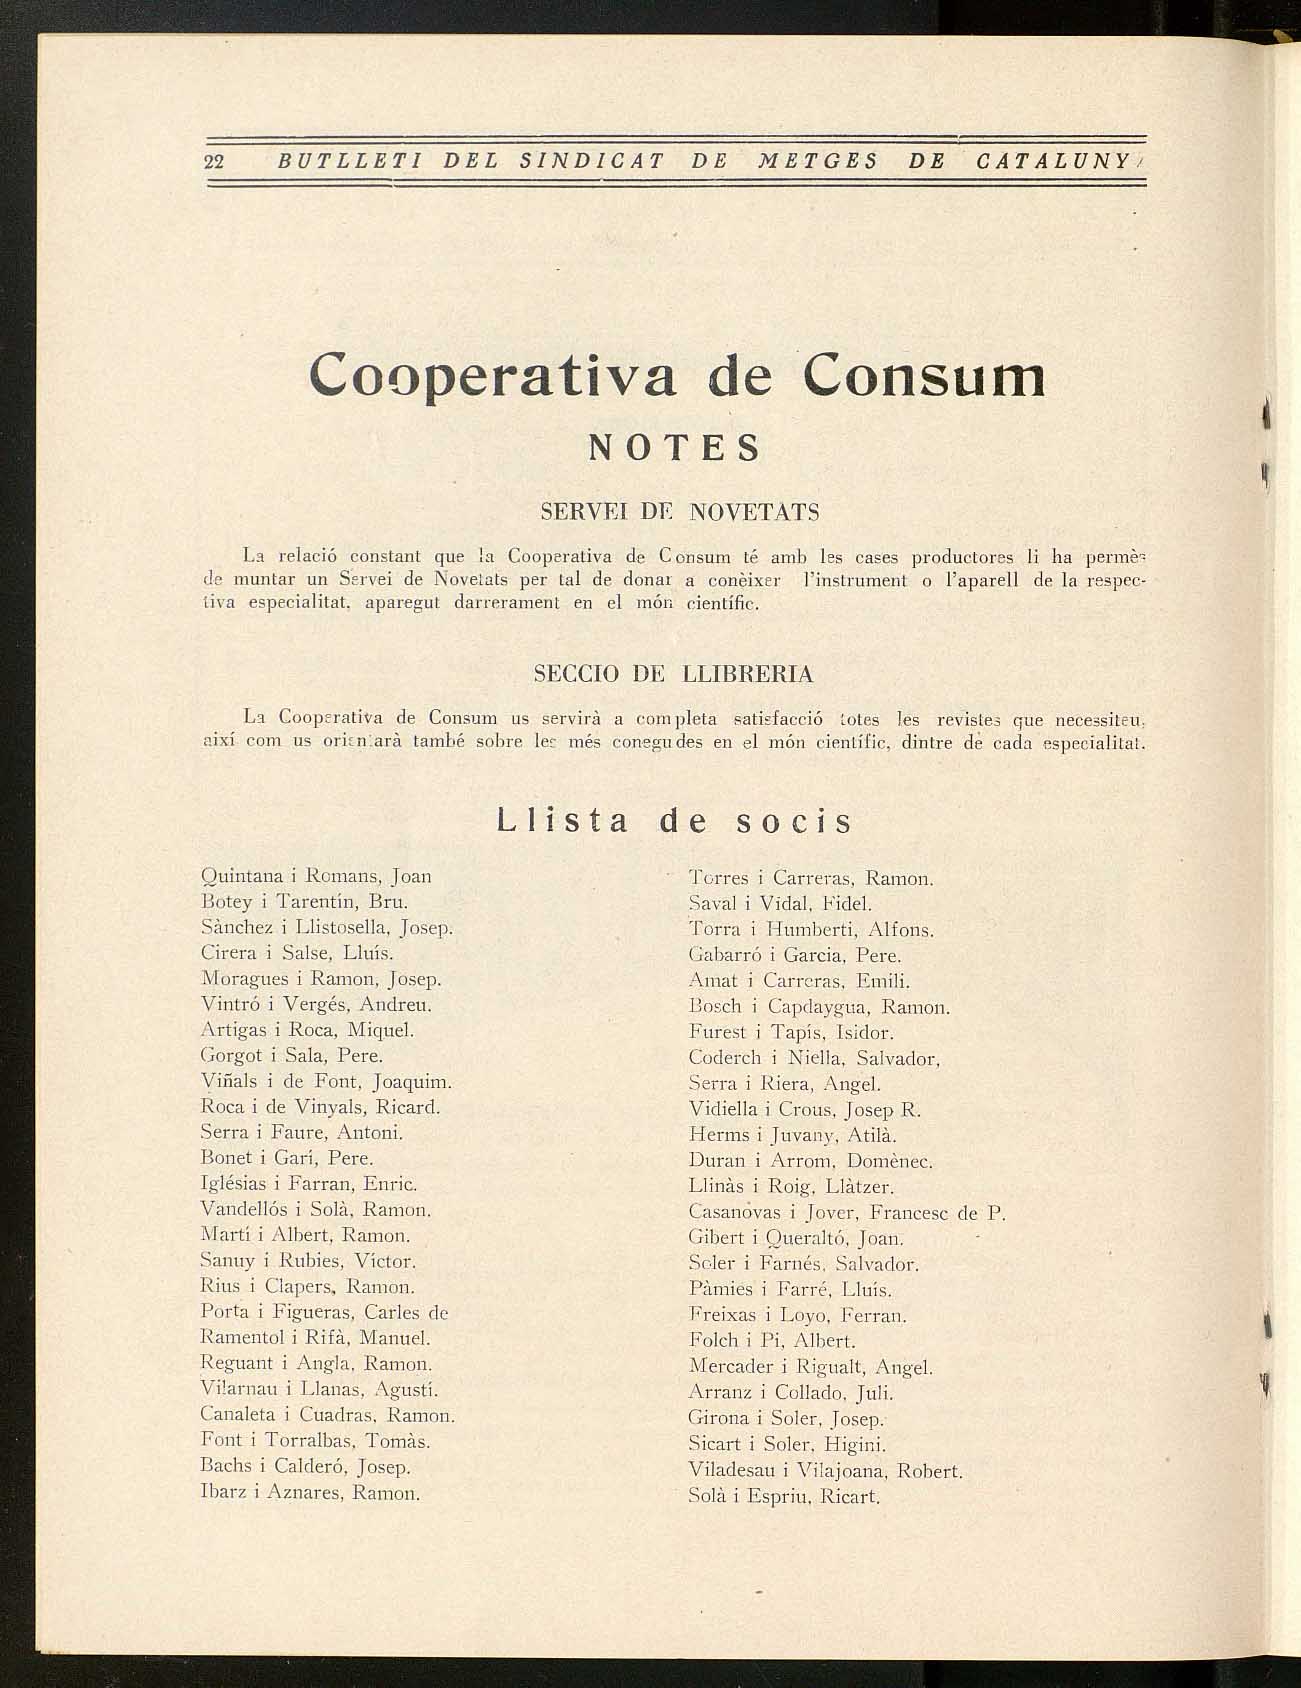 22 BUTLLETI DEL SINDICAT DE METGES DE CATALUNYA
Cooperativa de Consum
NOTES
SERVEI DE NOVETATS
La relació constant que la Cooperativa de Consum té amb les cases productores li ha permès
de muntar un Servei de Novetats per tal de donar a conèixer l'instrument o l'aparell de la respec-
tiva especialitat, aparegut darrerament en el món científic.
SECCIO DE LLIBRERIA
La Cooperativa de Consum us servirà a completa satisfacció totes les revistes que necessiteu,
així com us orientarà també sobre les més conegudes en el món científic, dintre de cada especialitat.
Llista de socis
Quintana i Romans, Joan
Botey i Tarentín, Bru.
Sànchez i Llistosella, Josep.
Cirera i Salse, Lluís.
Moragues i Ramon, Josep.
Vintró i Vergés, Andreu.
Artigas i Roca, Miquel.
Gorgot i Sala, Pere.
Viñals i de Font, Joaquim.
Roca i de Vinyals, Ricard.
Serra i Faure, Antoni.
Bonet i Garí, Pere.
Iglésias i Farran, Enric.
Vandellós i Solà, Ramon.
Martí i Albert, Ramon.
Sanuy i Rubies, Víctor.
Rius i Clapers, Ramon.
Porta i Figueras, Carles de
Ramentol i Rifà, Manuel.
Reguant i Angla, Ramon.
Vilarnau i Llanas, Agustí.
Canaleta i Cuadras, Ramon.
Font i Torralbas, Tomàs.
Bachs i Calderó, Josep.
Ibarz i Aznares, Ramon.
Torres i Carreras, Ramon.
Saval i Vidal, Fidel.
Torra i Humberti, Alfons.
Gabarró i Garcia, Pere.
Amat i Carreras, Emili.
Bosch i Capdaygua, Ramon.
Furest i Tapís, Isidor.
Coderch i Niella, Salvador,
Serra i Riera, Angel.
Vidiella i Crous, Josep R.
Herms i Juvany, Atilà.
Duran i Arrom, Domènec.
Llinàs i Roig, Llàtzer.
Casanovas i Jover, Francesc de P.
Gibert i Queraltó, Joan.
Soler i Farnés, Salvador.
Pàmies i Farré, Lluís.
Freixas i Loyo, Ferran.
Folch i Pi, Albert.
Mercader i Rigualt, Angel.
Arranz i Collado, Juli.
Girona i Soler, Josep.
Sicart i Soler, Higini.
Viladesau i Vilajoana, Robert.
Solà i Espriu, Ricart.